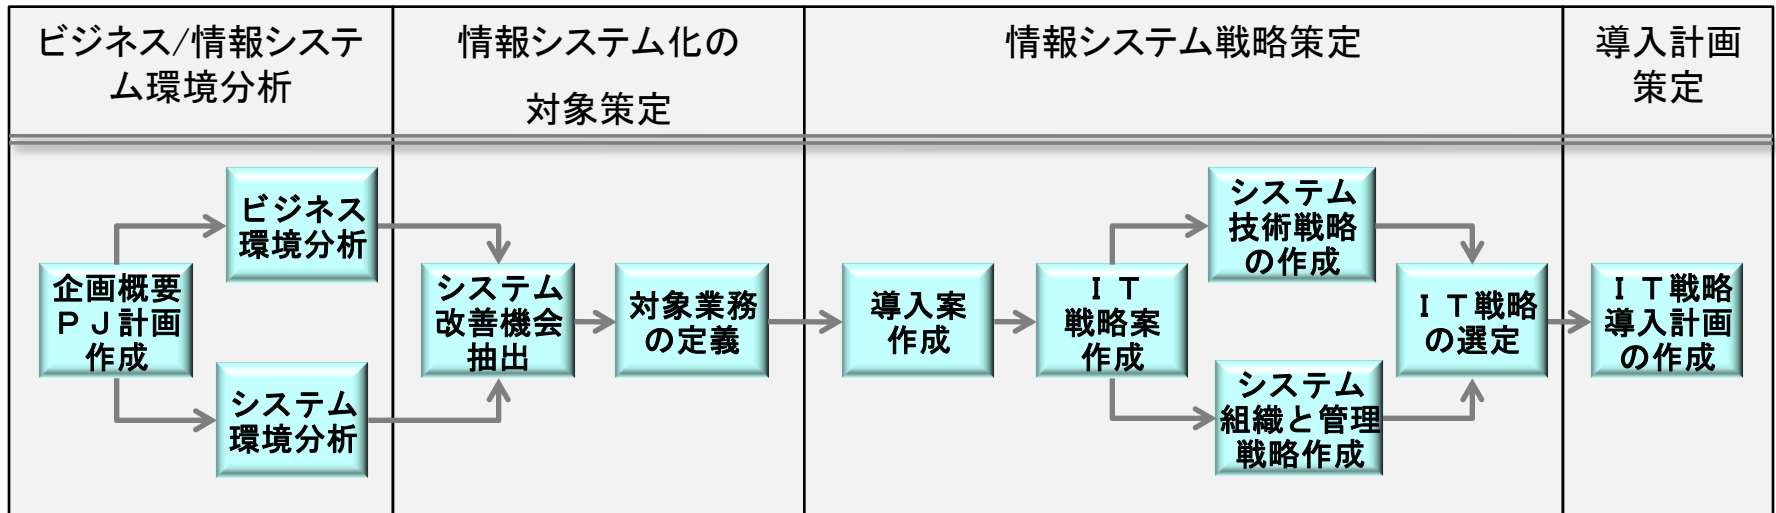 ビジネス/情報システ
ム環境分析
情報システム化の
対象策定
情報システム戦略策定
導入計画
策定
企画概要
ＰＪ計画
作成
ビジネス
環境分析
システム
環境分析
システム
改善機会
抽出
対象業務
の定義
導入案
作成
ＩＴ
戦略案
作成
システム
技術戦略
の作成
システム
組織と管理
戦略作成
ＩＴ戦略
の選定
ＩＴ戦略
導入計画
の作成